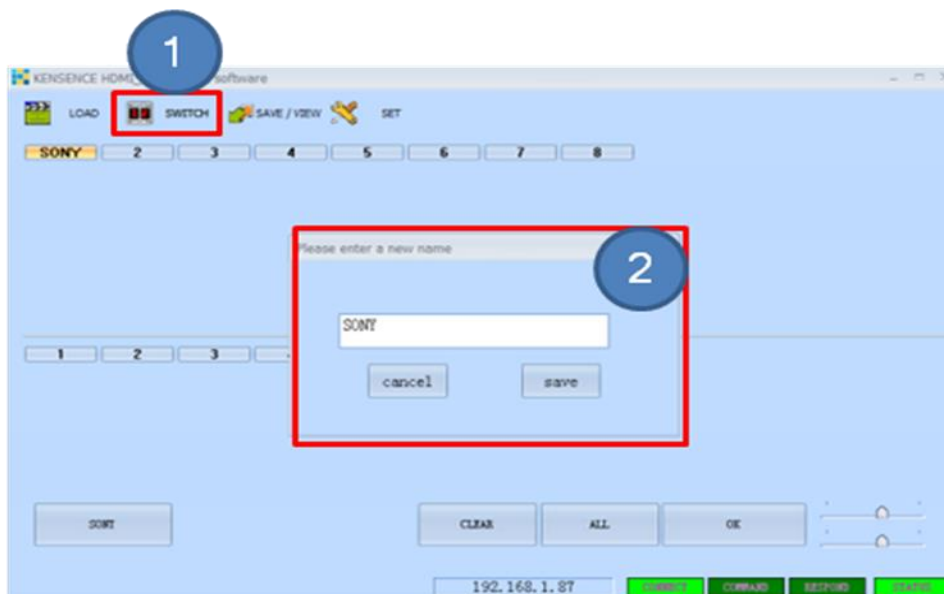 1
KENSENCE HDMI software
LOAD SWITCH SAVE / VIEW SET
SONY 2 3 4 5 6 7 8
Please enter a new name
2
SONY
1 2 3
cancel save
SONY CLEAR ALL OK
192.168.1.87 CONNECT COMMAND RESPOND STATUS